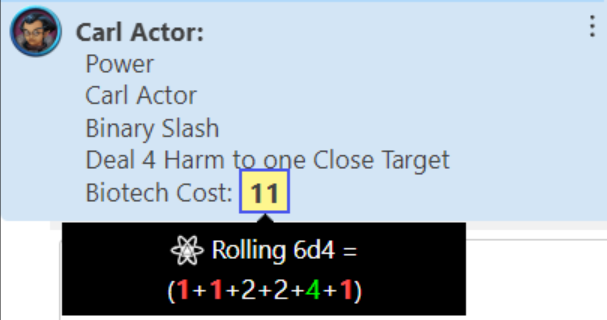 Carl Actor:
Power
Carl Actor
Binary Slash
Deal 4 Harm to one Close Target
Biotech Cost: 11
Rolling 6d4 =
(1+1+2+2+4+1)